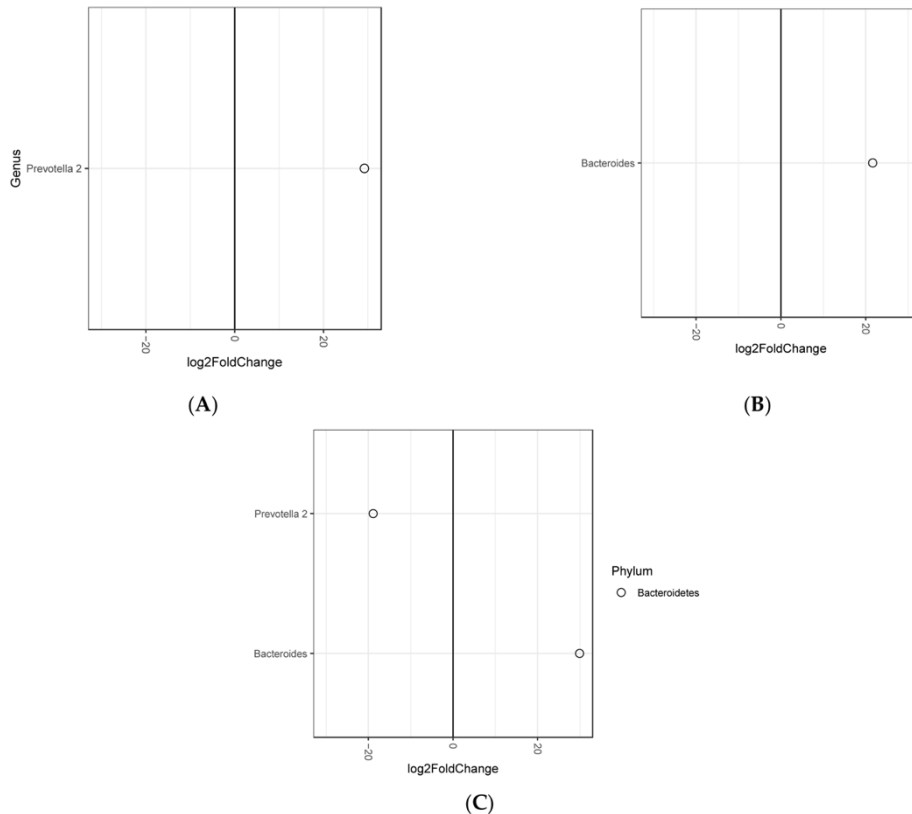 Genus
Prevotella 2
-20
0
20
log2FoldChange
(A)
Bacteroides
-20
0
20
log2FoldChange
(B)
Prevotella 2
Bacteroides
-20
0
20
log2FoldChange
Phylum
Bacteroidetes
(C)